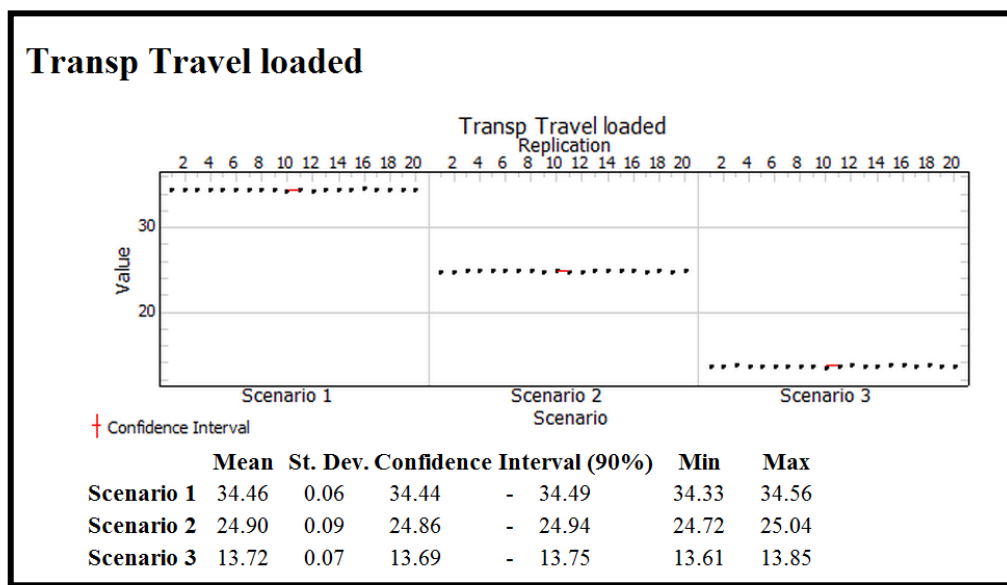 Transp Travel loaded
Transp Travel loaded
Replication
2 4 6 8 10 12 14 16 18 20 2 4 6 8 10 12 14 16 18 20 2 4 6 8 10 12 14 16 18 20
30
Value
20
Scenario 1 Scenario 2 Scenario 3
Scenario
Confidence Interval
Mean St. Dev. Confidence Interval (90%) Min Max
Scenario 1 34.46 0.06 34.44 - 34.49 34.33 34.56
Scenario 2 24.90 0.09 24.86 - 24.94 24.72 25.04
Scenario 3 13.72 0.07 13.69 - 13.75 13.61 13.85